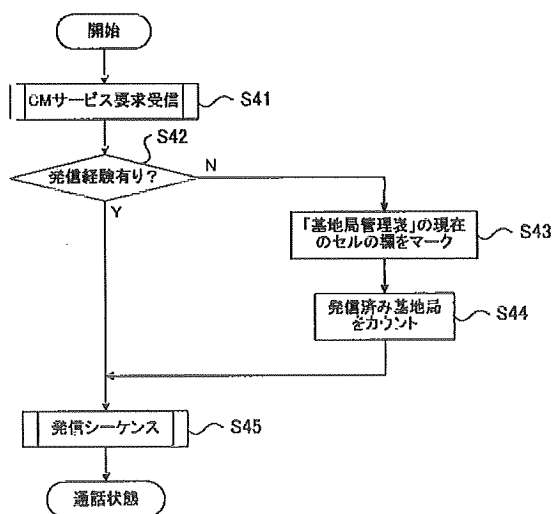 開始
CMサービス要求受信
S41
S42
発信経験有り?
N
Y
「基地局管理表」の現在
のセルの欄をマーク
S43
発信済み基地局
をカウント
S44
発信シーケンス
S45
通話状態